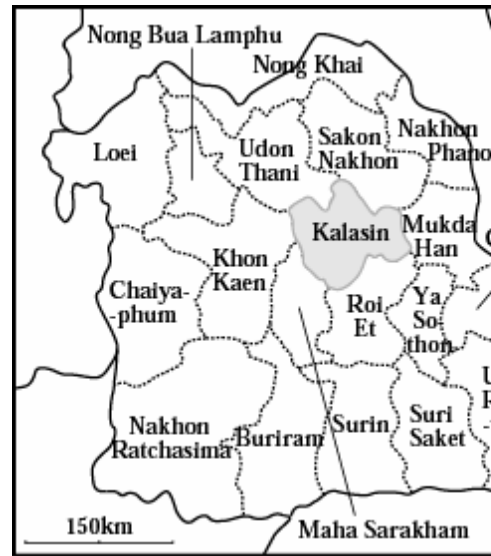 Nong Bua Lamphu
Nong Khai
Loei
Udon
Thani
Sakon
Nakhon
Nakhon
Phano
Kalasin
Mukda
Han
Khon
Kaen
Chaiya-
-phum
Roi
Et
Ya
So-
thon
Nakhon
Ratchasima
Buriram
Surin
Suri
Saket
150km
Maha Sarakham